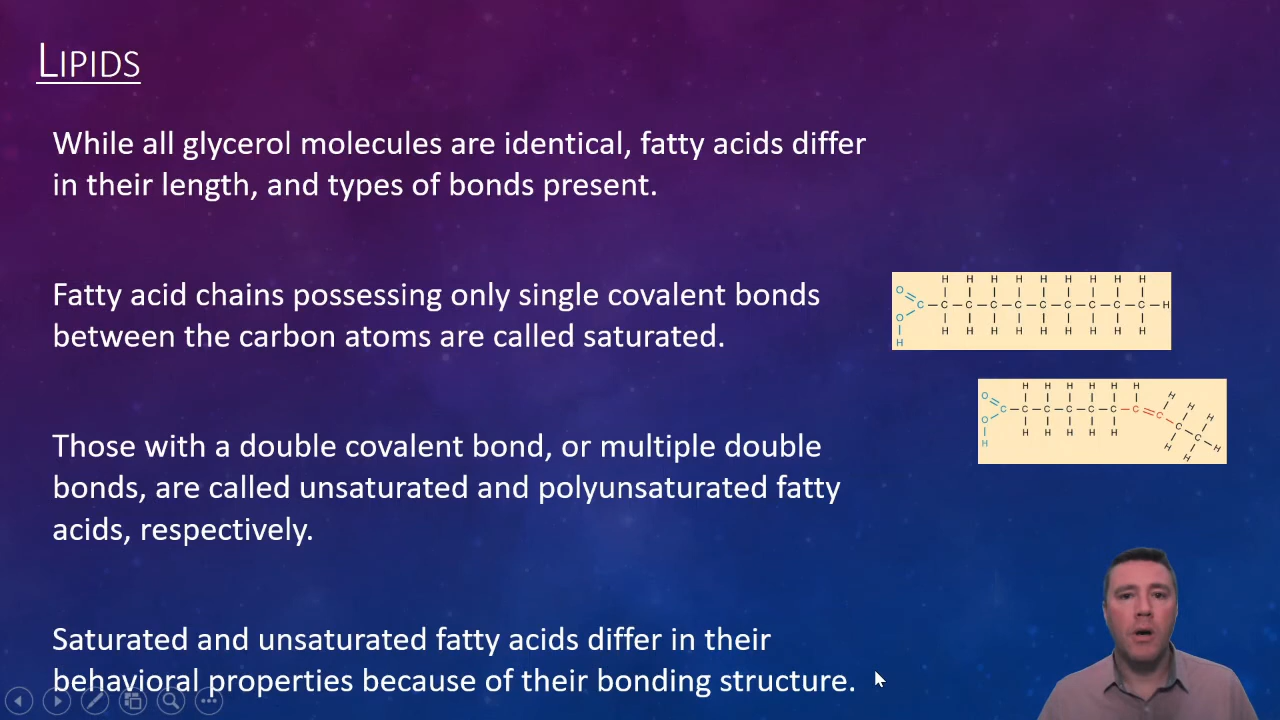 LIPIDS
While all glycerol molecules are identical, fatty acids differ
in their length, and types of bonds present.
Fatty acid chains possessing only single covalent bonds
between the carbon atoms are called saturated.
H H H H H H H H H
O
C C C C C C C C C C H
O
H H H H H H H H H
H
H H H H H H
H H H
O
C C C C C C C C
O
C C
H H H H H
H H H
H
Those with a double covalent bond, or multiple double
bonds, are called unsaturated and polyunsaturated fatty
acids, respectively.
Saturated and unsaturated fatty acids differ in their
behavioral properties because of their bonding structure.